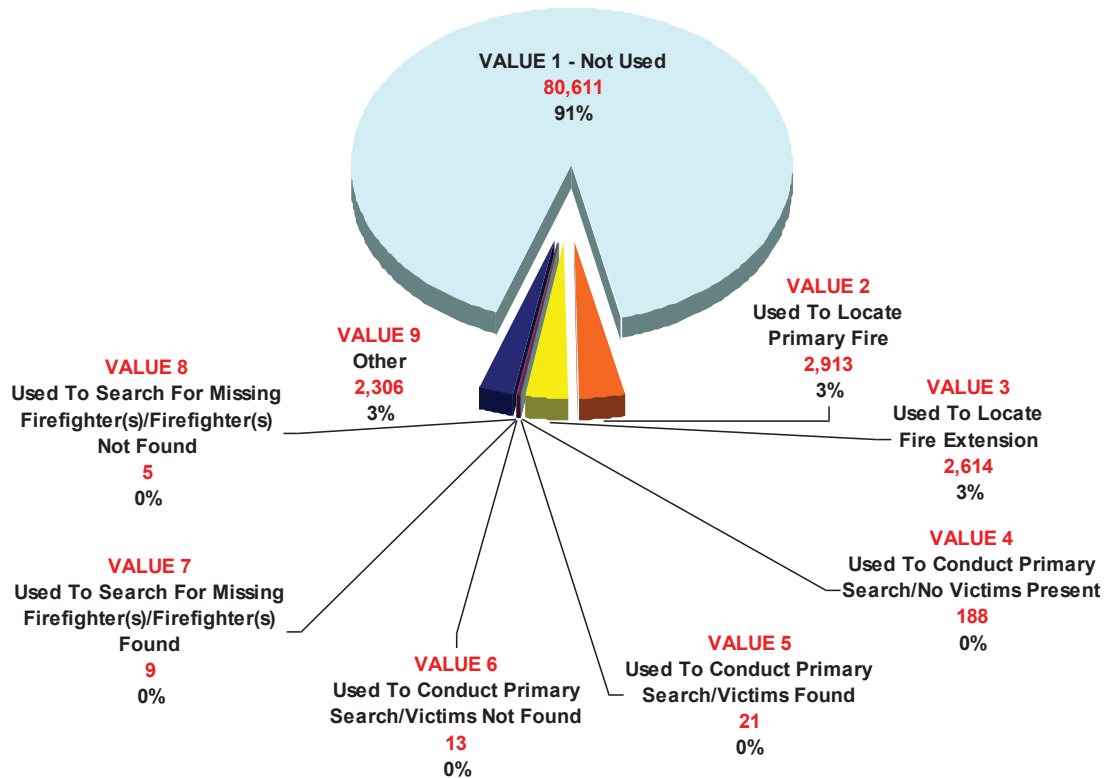 VALUE 1 - Not Used
80,611
91%
VALUE 2
Used To Locate
Primary Fire
2,913
3%
VALUE 3
Used To Locate
Fire Extension
2,614
3%
VALUE 4
Used To Conduct Primary
Search/No Victims Present
188
0%
VALUE 5
Used To Conduct Primary
Search/Victims Found
21
0%
VALUE 6
Used To Conduct Primary
Search/Victims Not Found
13
0%
VALUE 7
Used To Search For Missing
Firefighter(s)/Firefighter(s)
Found
9
0%
VALUE 8
Used To Search For Missing
Firefighter(s)/Firefighter(s)
Not Found
5
0%
VALUE 9
Other
2,306
3%